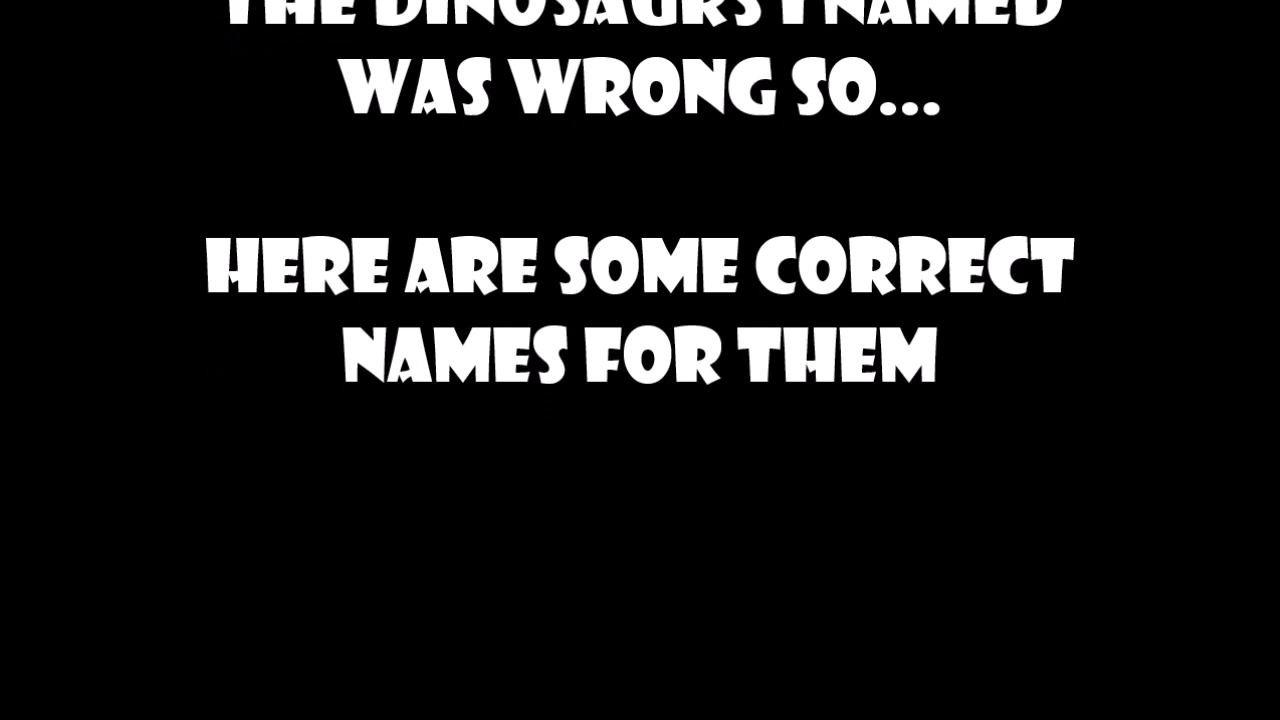 THE DINOSAURS I NAMED
WAS WRONG SO...
HERE ARE SOME CORRECT
NAMES FOR THEM